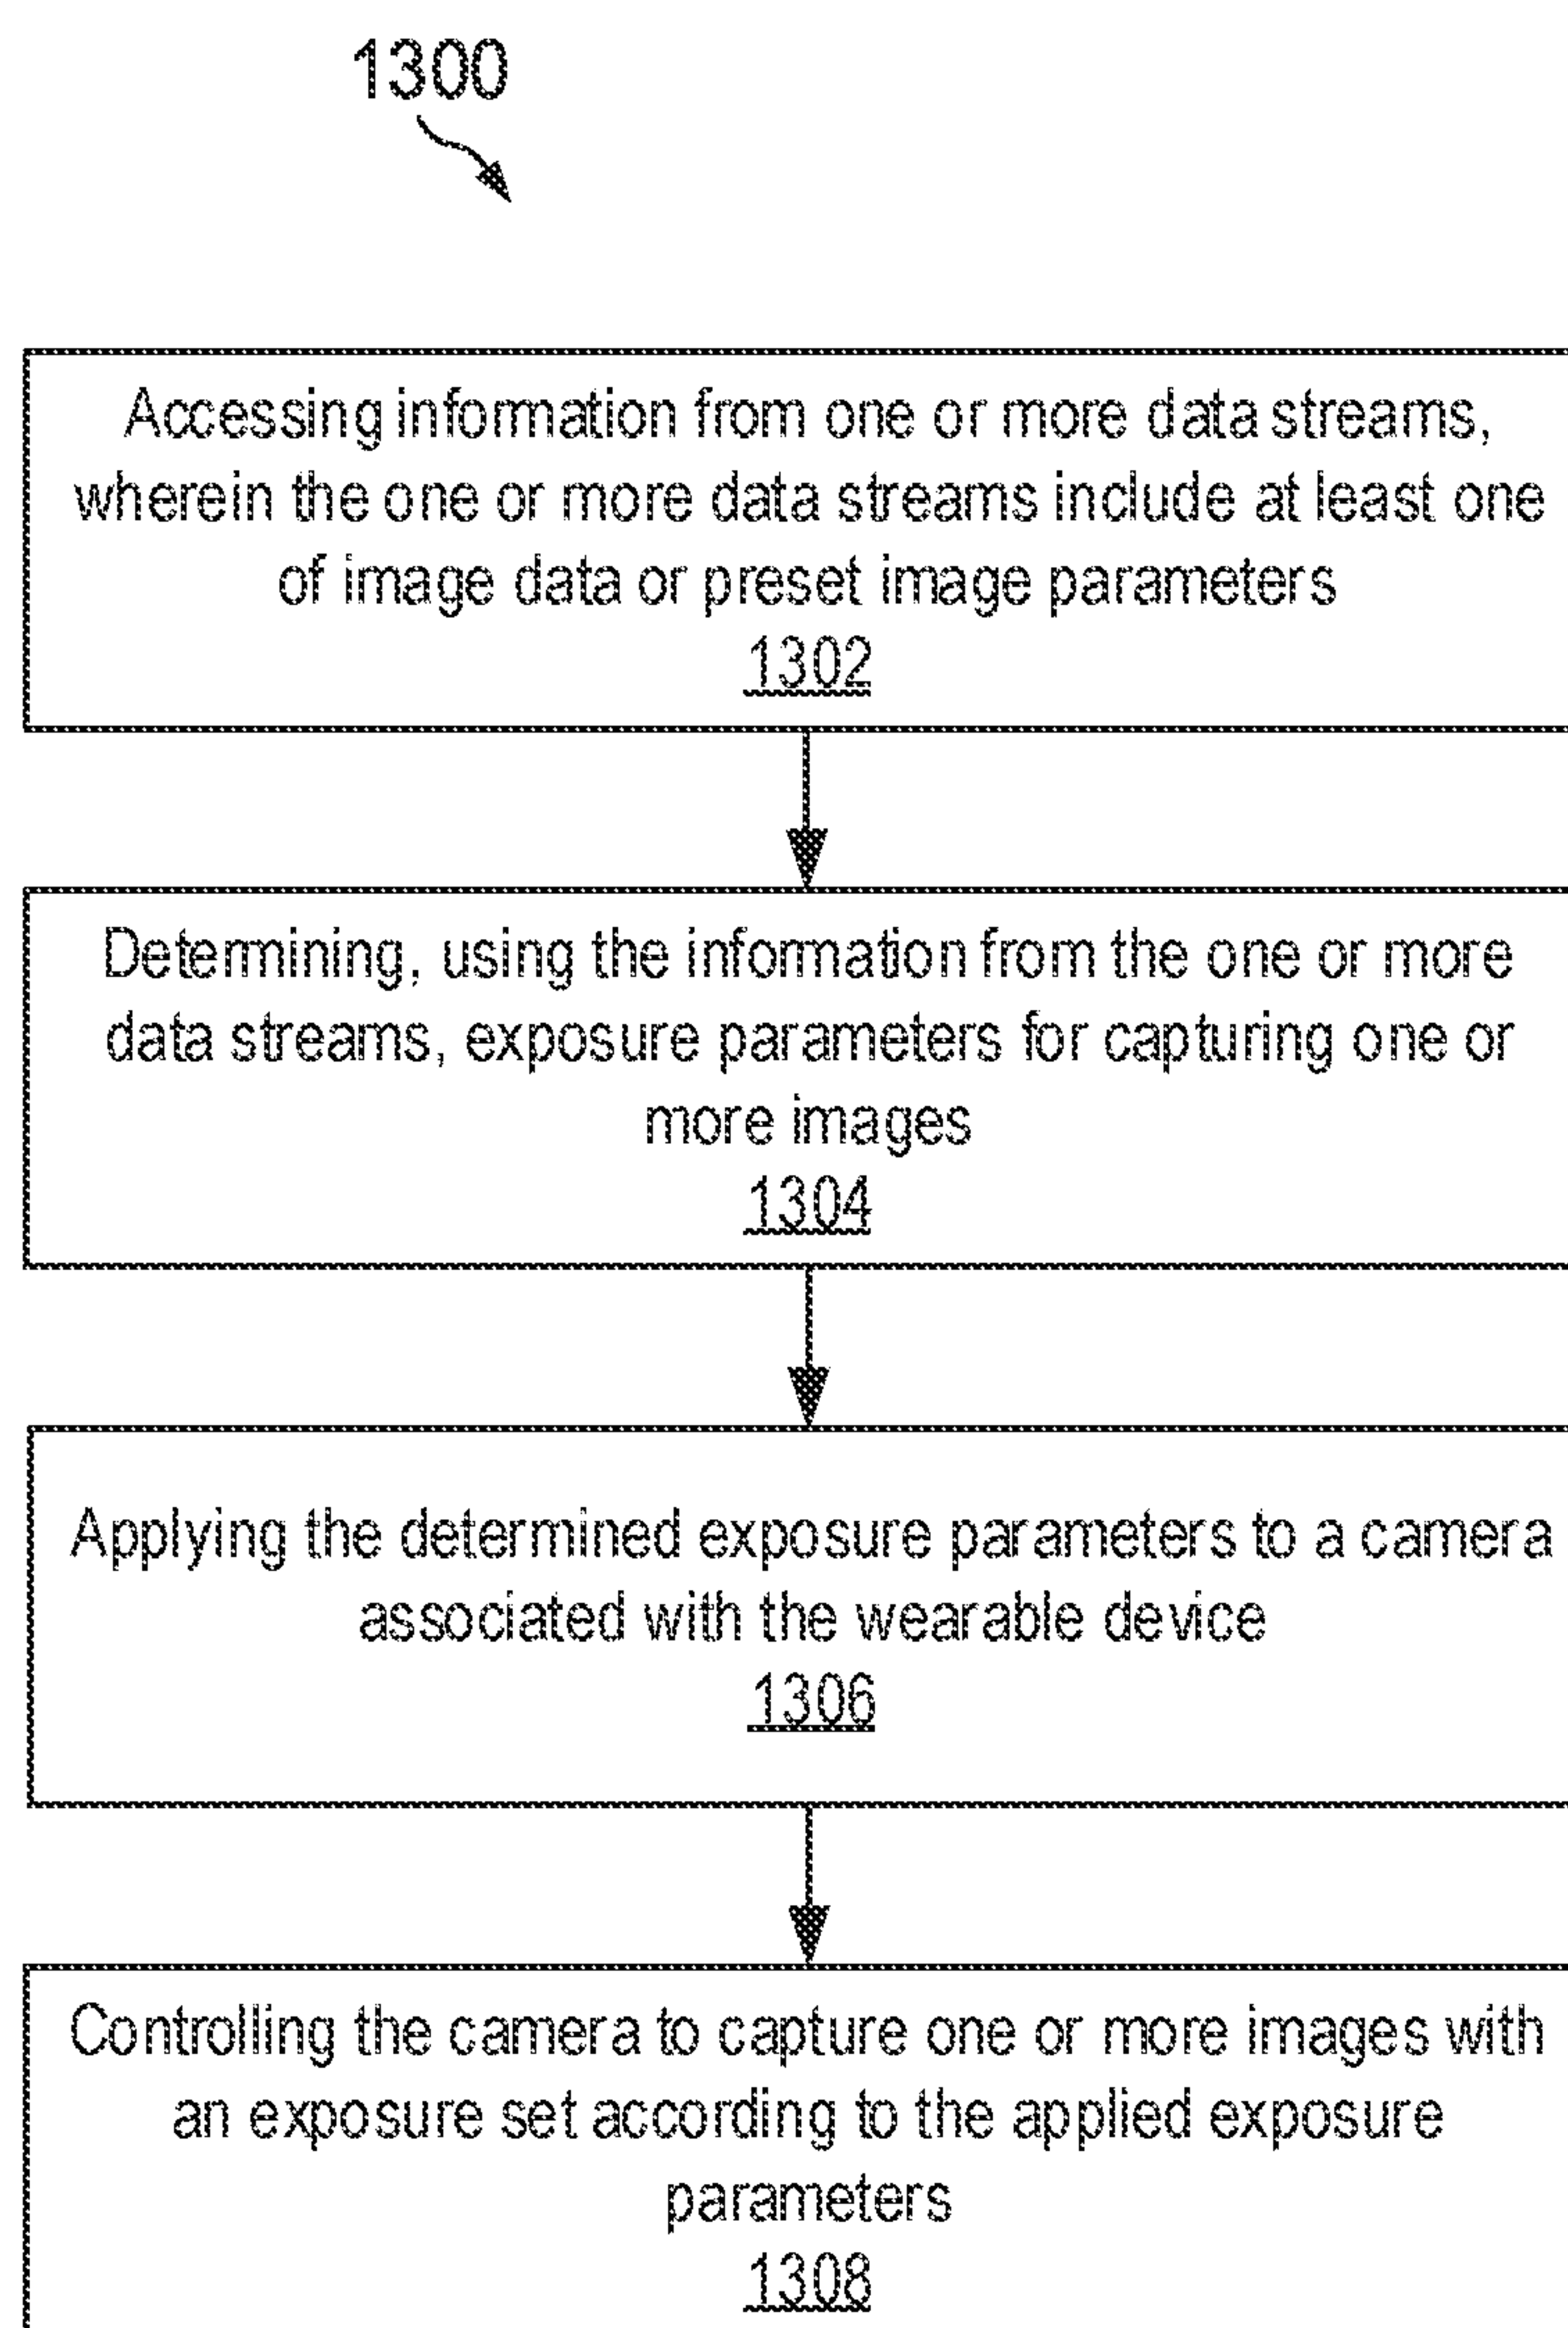 1300
Accessing information from one or more data streams,
wherein the one or more data streams include at least one
of image data or preset image parameters
1302
Determining, using the information from the one or more
data streams, exposure parameters for capturing one or
more images
1304
Applying the determined exposure parameters to a camera
associated with the wearable device
1306
Controlling the camera to capture one or more images with
an exposure set according to the applied exposure
parameters
1308